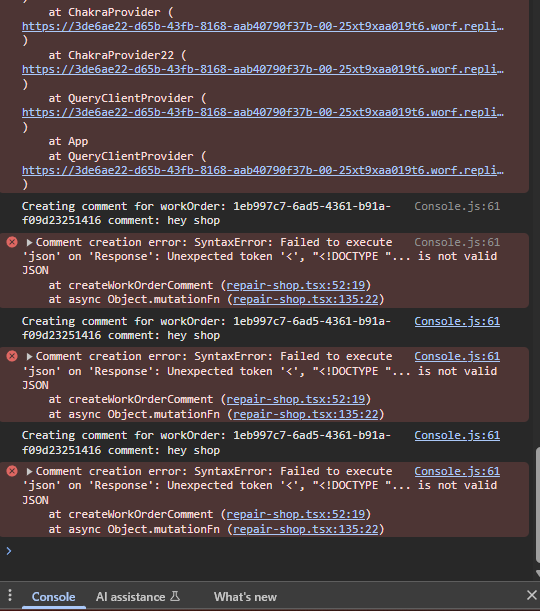 at ChakraProvider (
https://3de6ae22-d65b-43fb-8168-aab40790f37b-00-25xt9xaa019t6.worf.repli…
)
at ChakraProvider22 (
https://3de6ae22-d65b-43fb-8168-aab40790f37b-00-25xt9xaa019t6.worf.repli…
)
at QueryClientProvider (
https://3de6ae22-d65b-43fb-8168-aab40790f37b-00-25xt9xaa019t6.worf.repli…
)
at App
at QueryClientProvider (
https://3de6ae22-d65b-43fb-8168-aab40790f37b-00-25xt9xaa019t6.worf.repli…
)
Creating comment for workOrder: 1eb997c7-6ad5-4361-b91a- Console.js:61
f09d23251416 comment: hey shop
Comment creation error: SyntaxError: Failed to execute Console.js:61
'json' on 'Response': Unexpected token '<', "<!DOCTYPE "... is not valid
JSON
at createWorkOrderComment (repair-shop.tsx:52:19)
at async Object.mutationFn (repair-shop.tsx:135:22)
Creating comment for workOrder: 1eb997c7-6ad5-4361-b91a- Console.js:61
f09d23251416 comment: hey shop
Comment creation error: SyntaxError: Failed to execute Console.js:61
'json' on 'Response': Unexpected token '<', "<!DOCTYPE "... is not valid
JSON
at createWorkOrderComment (repair-shop.tsx:52:19)
at async Object.mutationFn (repair-shop.tsx:135:22)
Creating comment for workOrder: 1eb997c7-6ad5-4361-b91a- Console.js:61
f09d23251416 comment: hey shop
Comment creation error: SyntaxError: Failed to execute Console.js:61
'json' on 'Response': Unexpected token '<', "<!DOCTYPE "... is not valid
JSON
at createWorkOrderComment (repair-shop.tsx:52:19)
at async Object.mutationFn (repair-shop.tsx:135:22)
Console AI assistance What's new